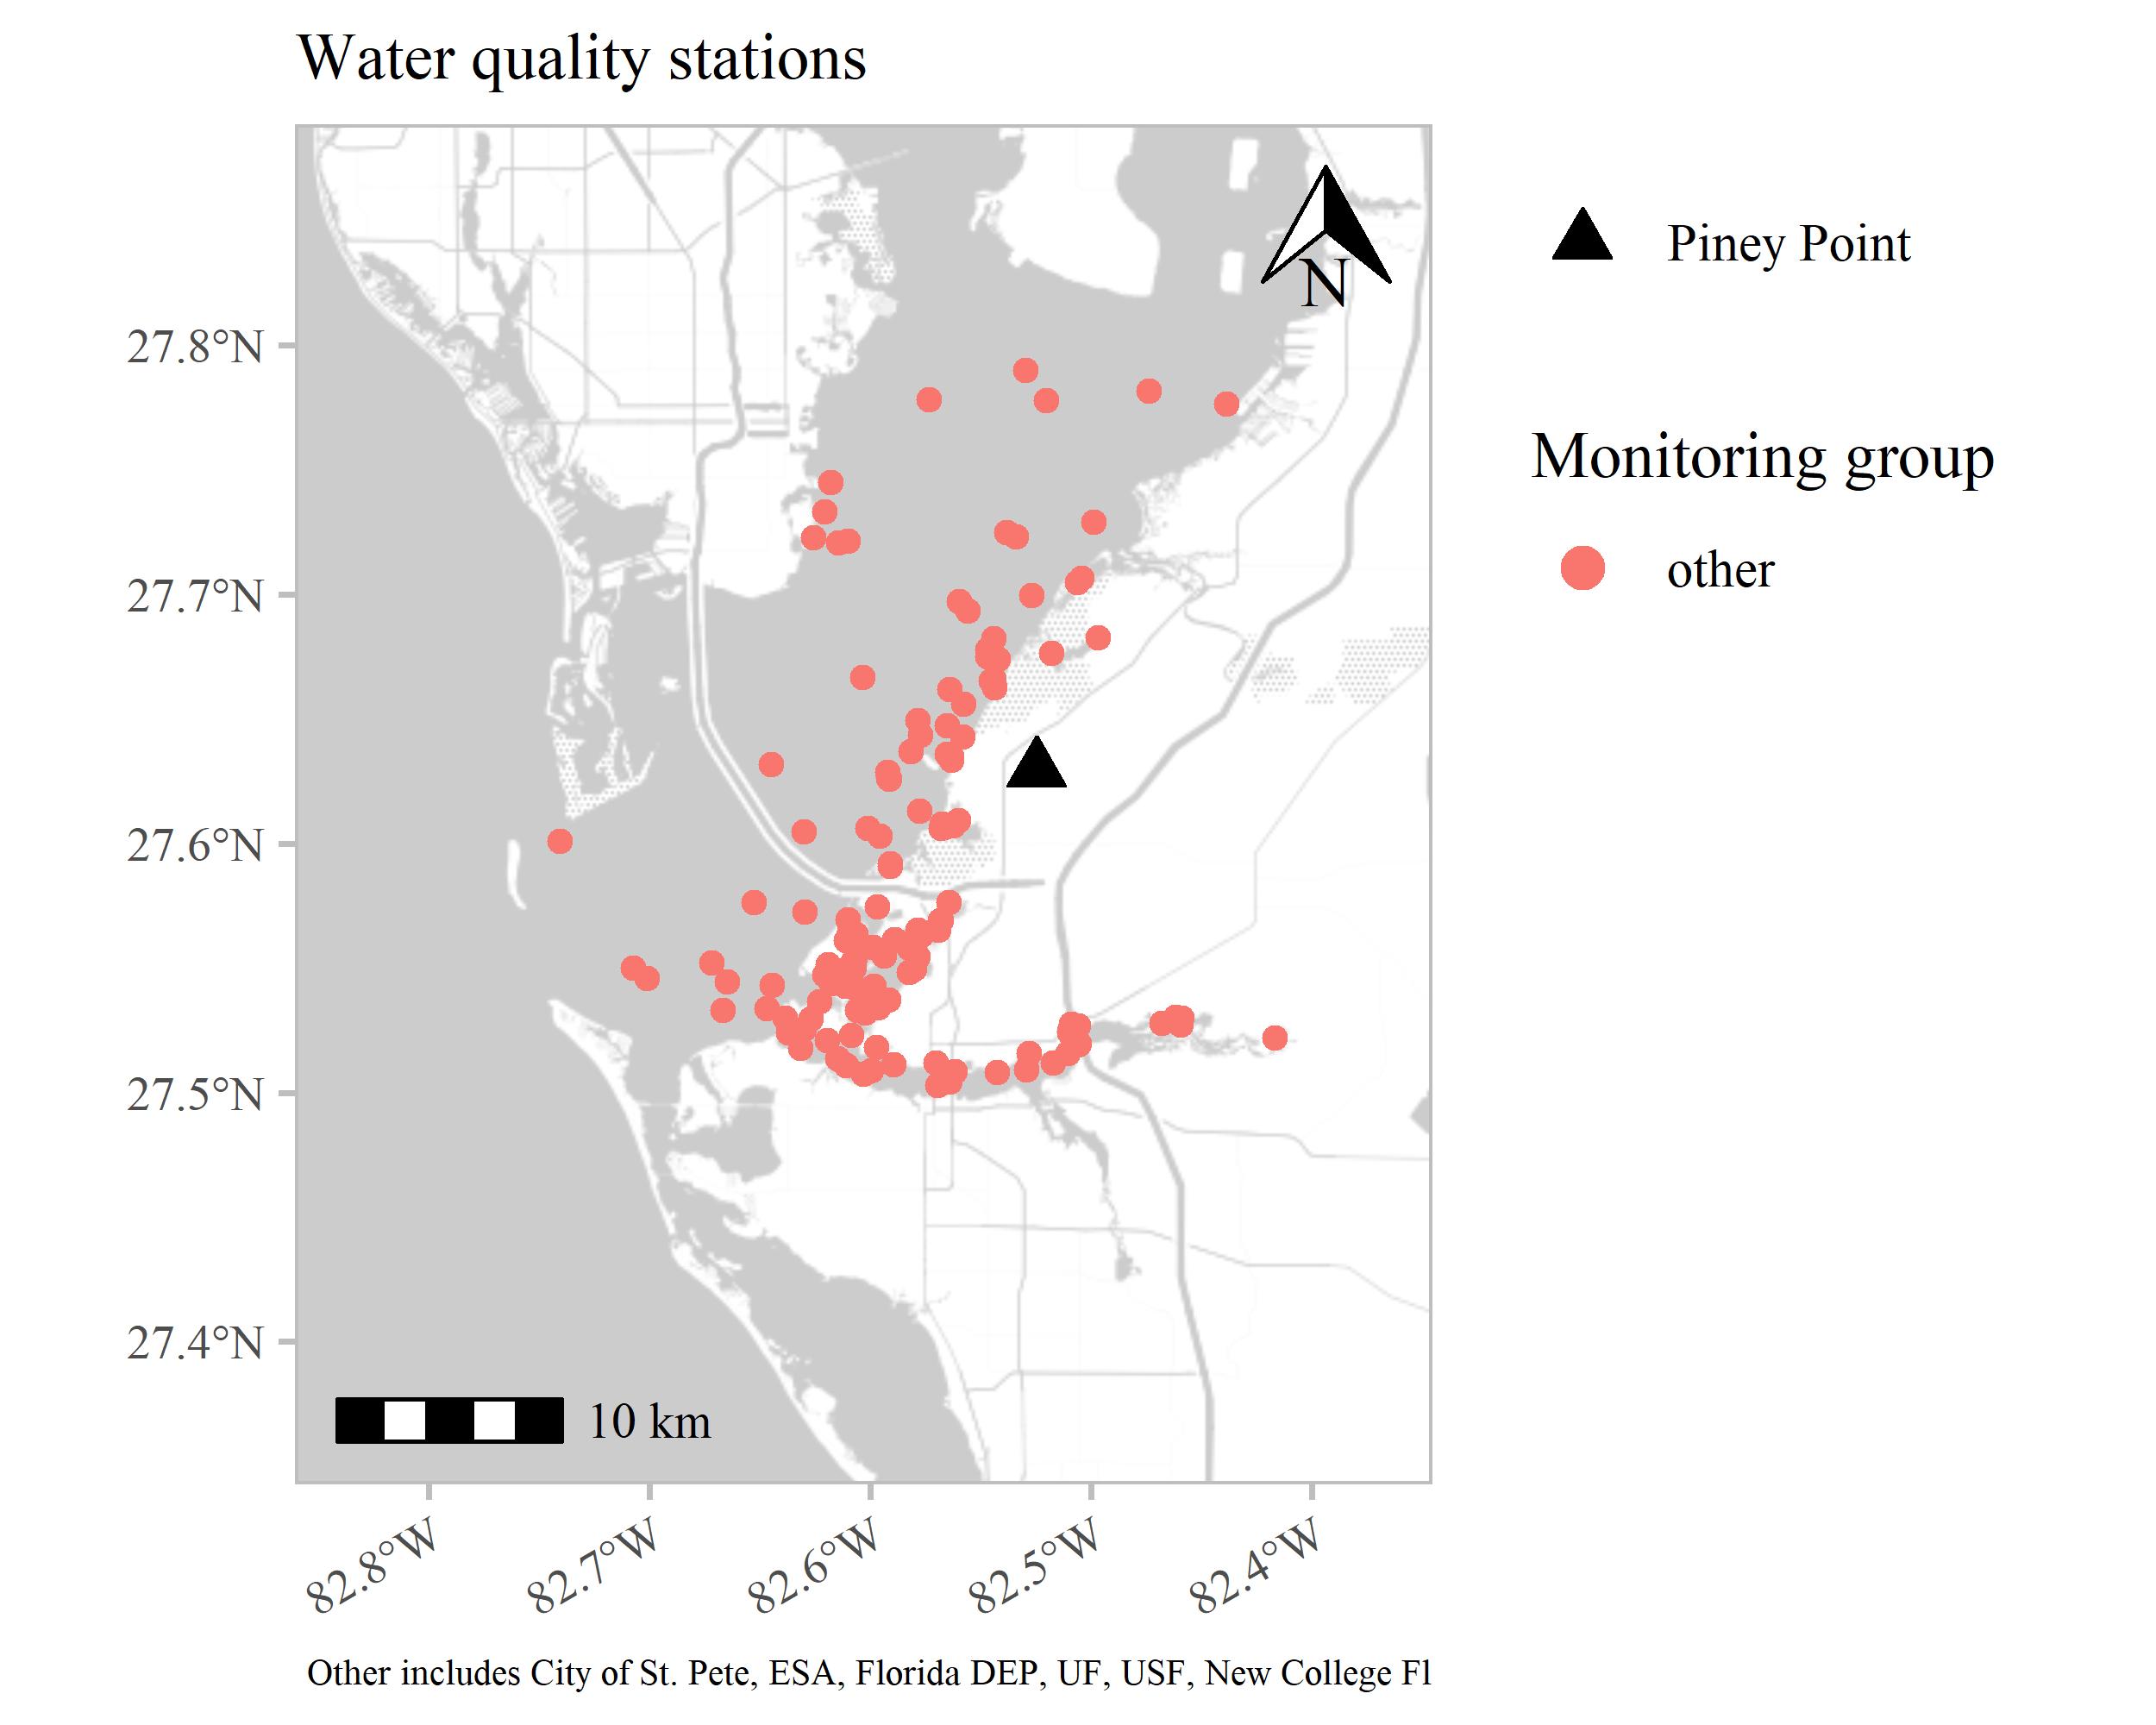 Water quality stations
N
Piney Point
Monitoring group
other
27.8°N
27.7°N
27.6°N
27.5°N
27.4°N
10 km
82.8°W
82.7°W
82.6°W
82.5°W
82.4°W
Other includes City of St. Pete, ESA, Florida DEP, UF, USF, New College Fl